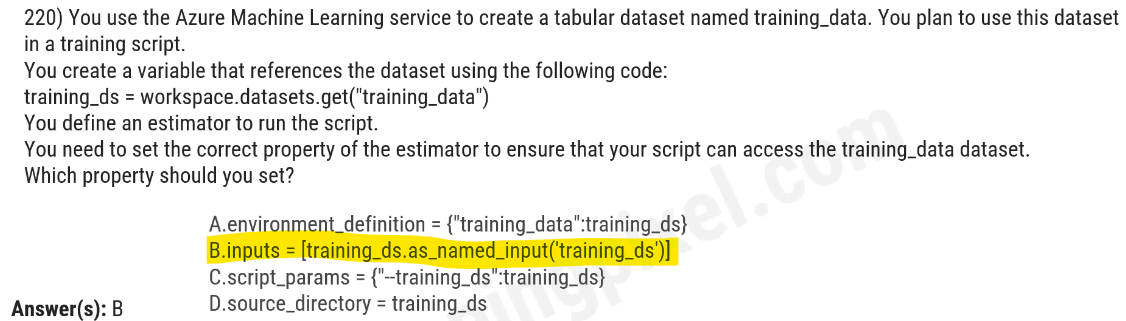 220) You use the Azure Machine Learning service to create a tabular dataset named training_data. You plan to use this dataset
in a training script.
You create a variable that references the dataset using the following code:
training_ds = workspace.datasets.get("training_data")
You define an estimator to run the script.
You need to set the correct property of the estimator to ensure that your script can access the training_data dataset.
Which property should you set?
A.environment_definition = {"training_data":training_ds}
B.inputs = [training_ds.as_named_input('training_ds')]
C.script_params = {"--training_ds":training_ds}
D.source_directory = training_ds
Answer(s): B